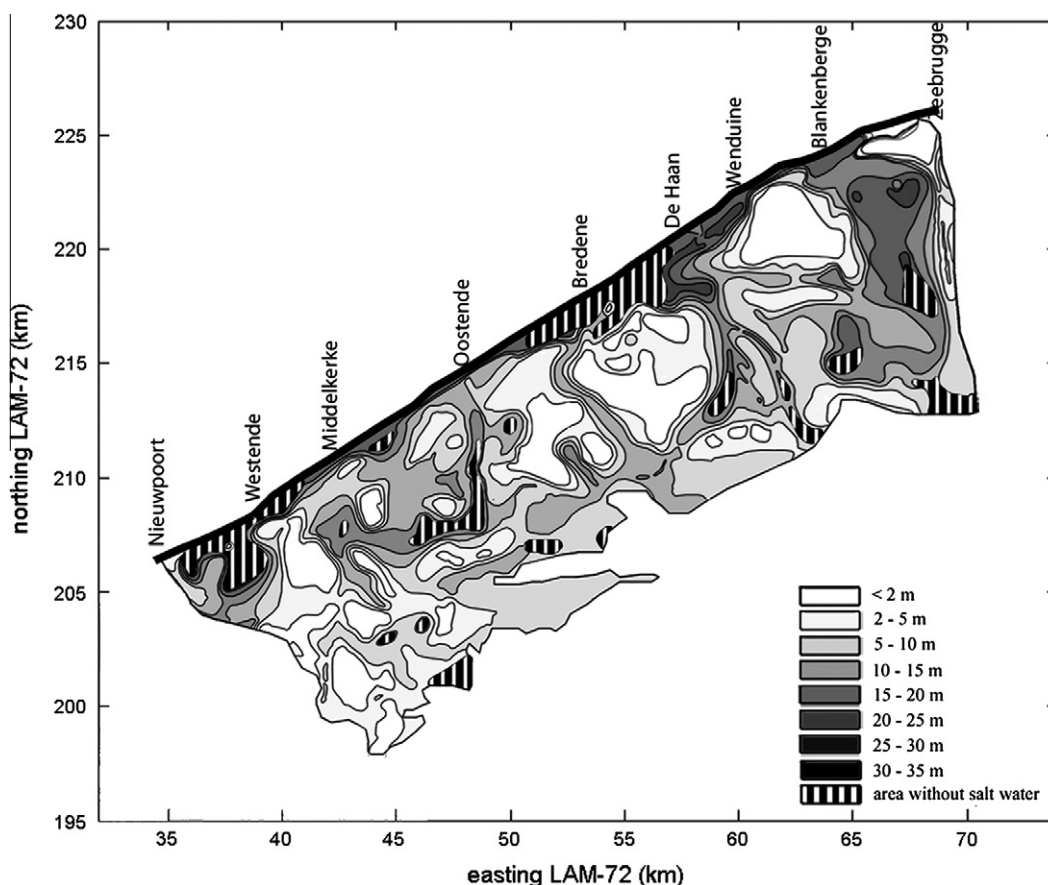 230
225
220
215
210
205
200
195
northing LAM-72 (km)
Nieuwpoort
Westende
Middelkerke
Oostende
Bredene
De Haan
Wenduine
Blankenberge
Zeebrugge
< 2 m
2 - 5 m
5 - 10 m
10 - 15 m
15 - 20 m
20 - 25 m
25 - 30 m
30 - 35 m
area without salt water
35
40
45
50
55
60
65
70
easting LAM-72 (km)